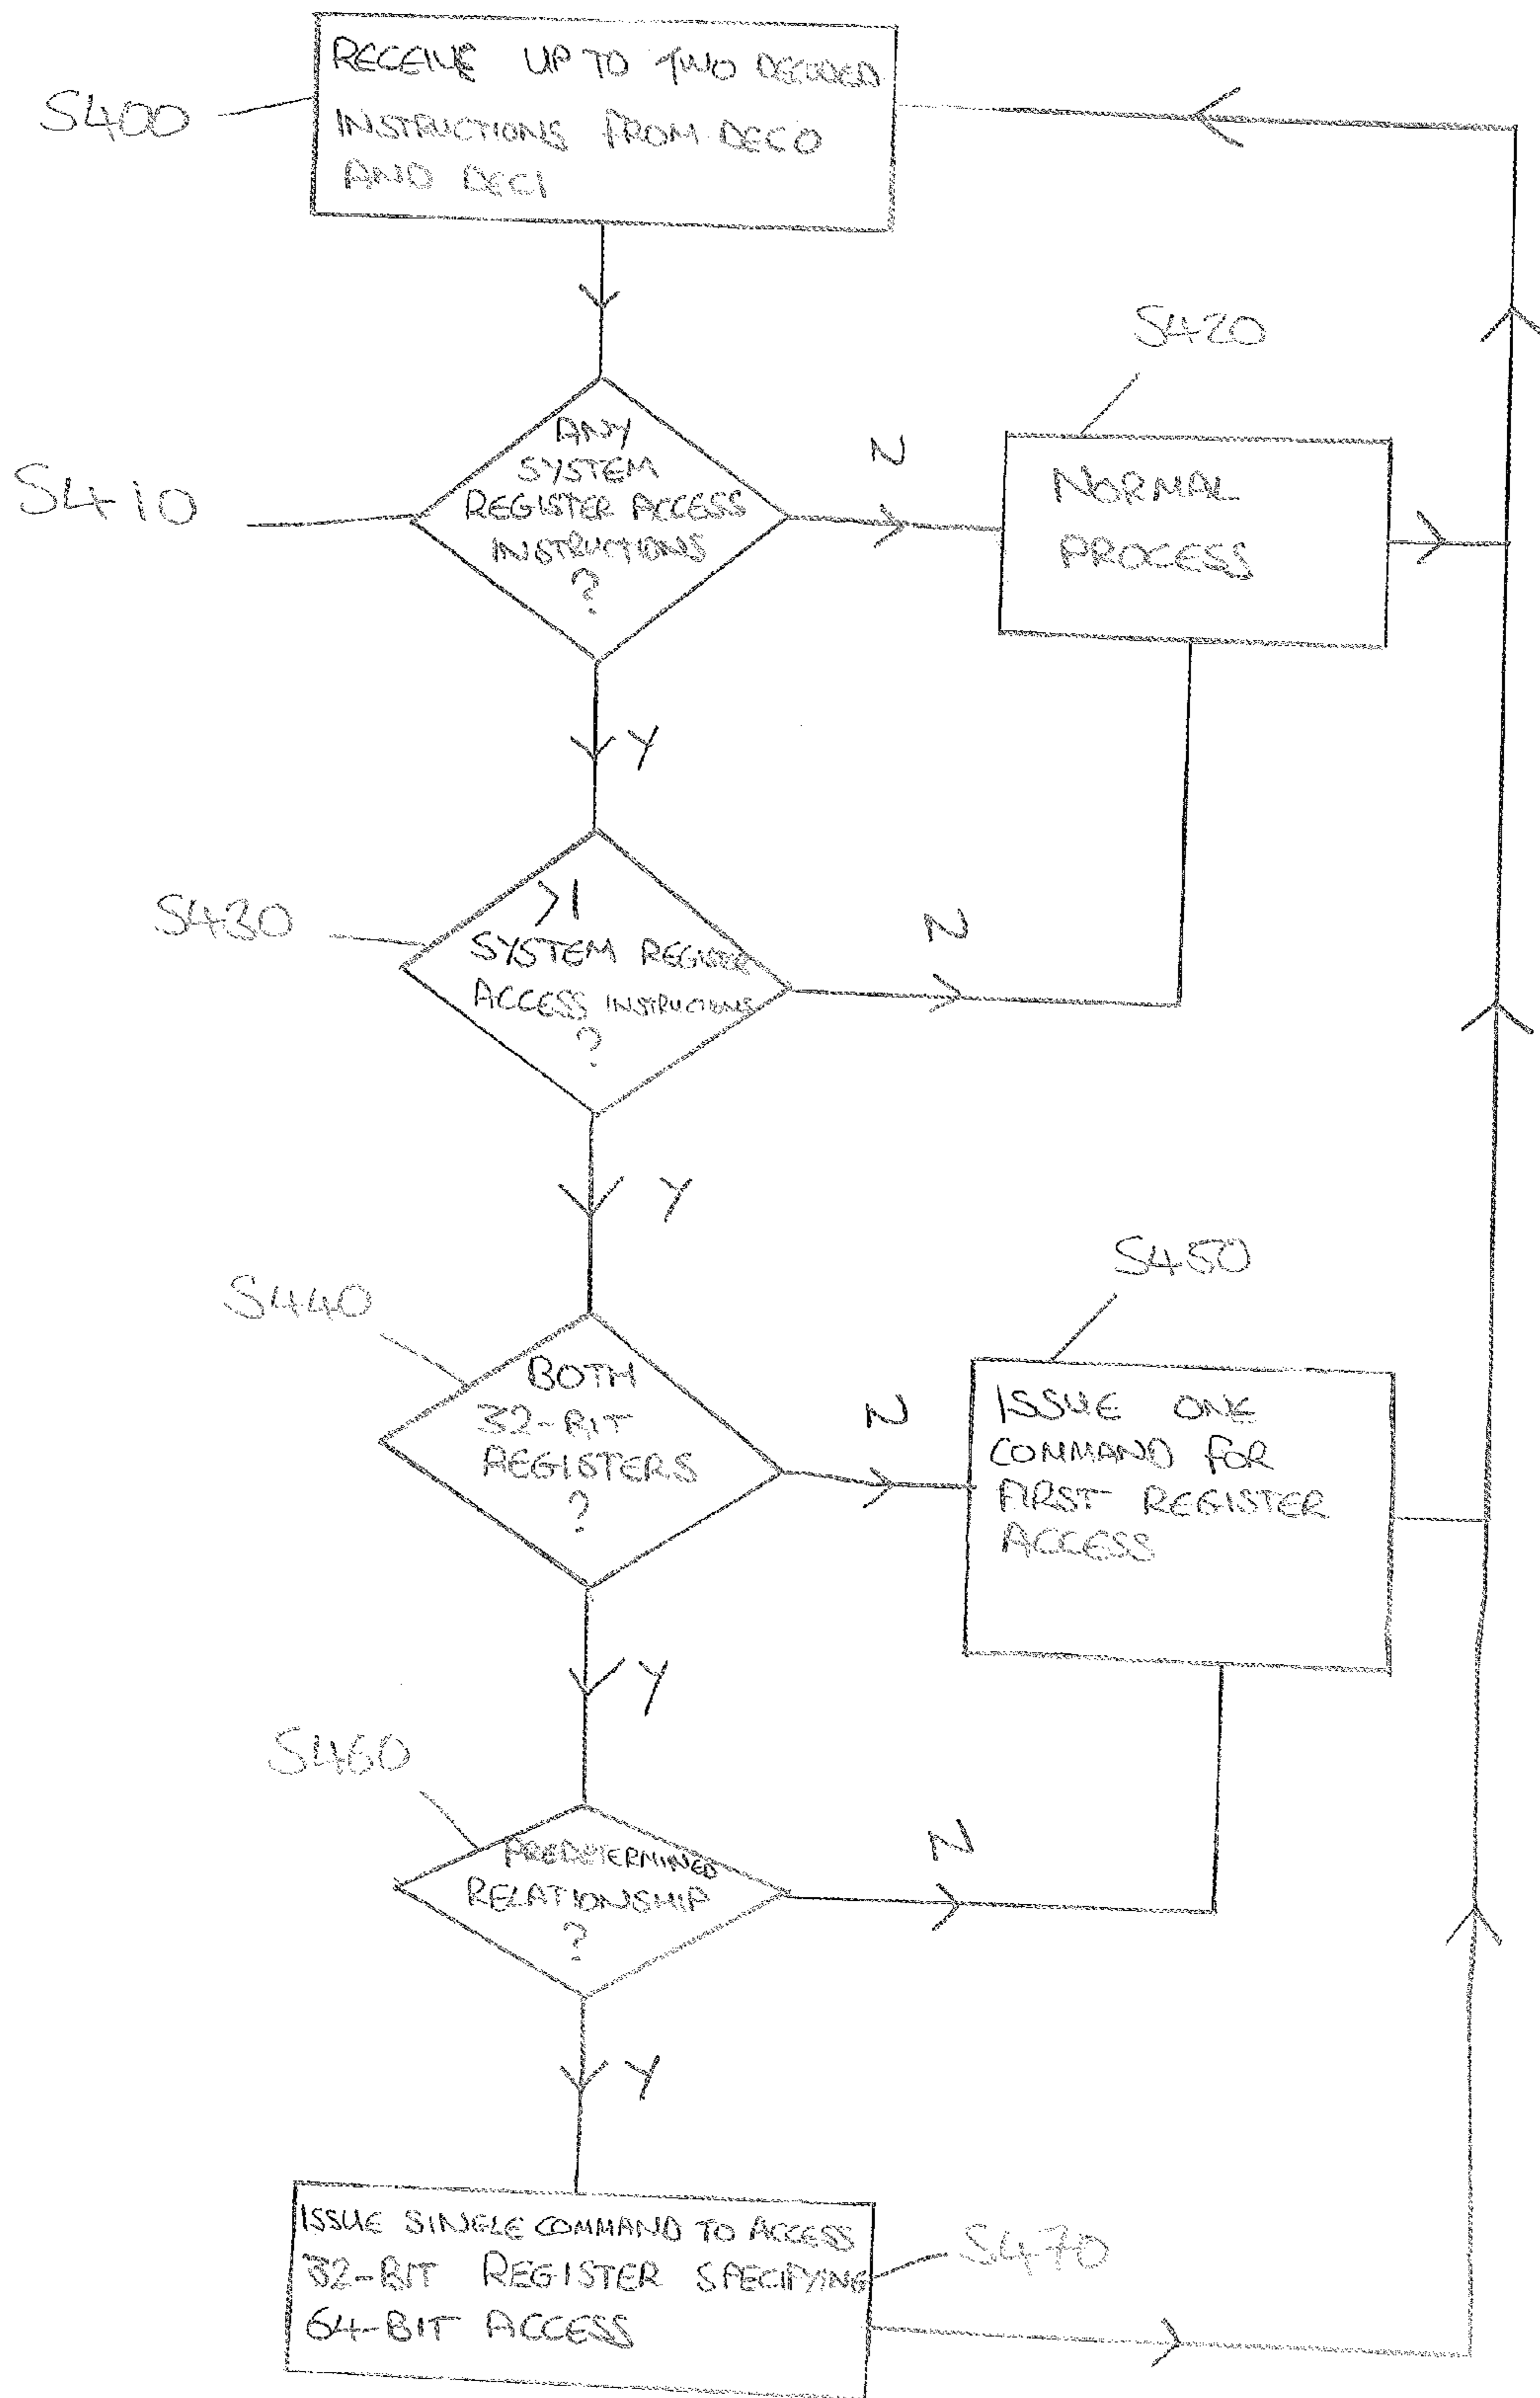 RECEIVE UP TO TWO DECODED
INSTRUCTIONS FROM DEC0
AND DEC1
S400
S420
ANY
SYSTEM
REGISTER ACCESS
INSTRUCTIONS
?
S410
N
NORMAL
PROCESS
Y
>1
SYSTEM REGISTER
ACCESS INSTRUCTIONS
?
S430
N
Y
S440
S450
BOTH
32-BIT
REGISTERS
?
N
ISSUE ONE
COMMAND FOR
FIRST REGISTER
ACCESS
Y
S460
PREDETERMINED
RELATIONSHIP
?
N
Y
ISSUE SINGLE COMMAND TO ACCESS
32-BIT REGISTER SPECIFYING
64-BIT ACCESS
S470